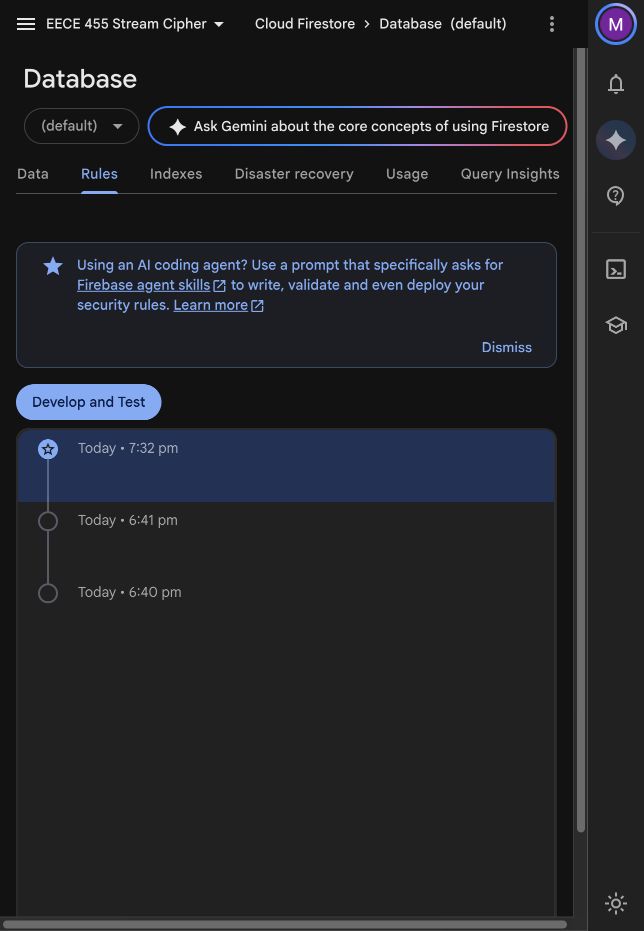 EECE 455 Stream Cipher
Cloud Firestore > Database (default)
M
Database
(default)
Ask Gemini about the core concepts of using Firestore
Data Rules Indexes Disaster recovery Usage Query Insights
Using an AI coding agent? Use a prompt that specifically asks for
Firebase agent skills to write, validate and even deploy your
security rules. Learn more
Dismiss
Develop and Test
Today • 7:32 pm
Today • 6:41 pm
Today • 6:40 pm